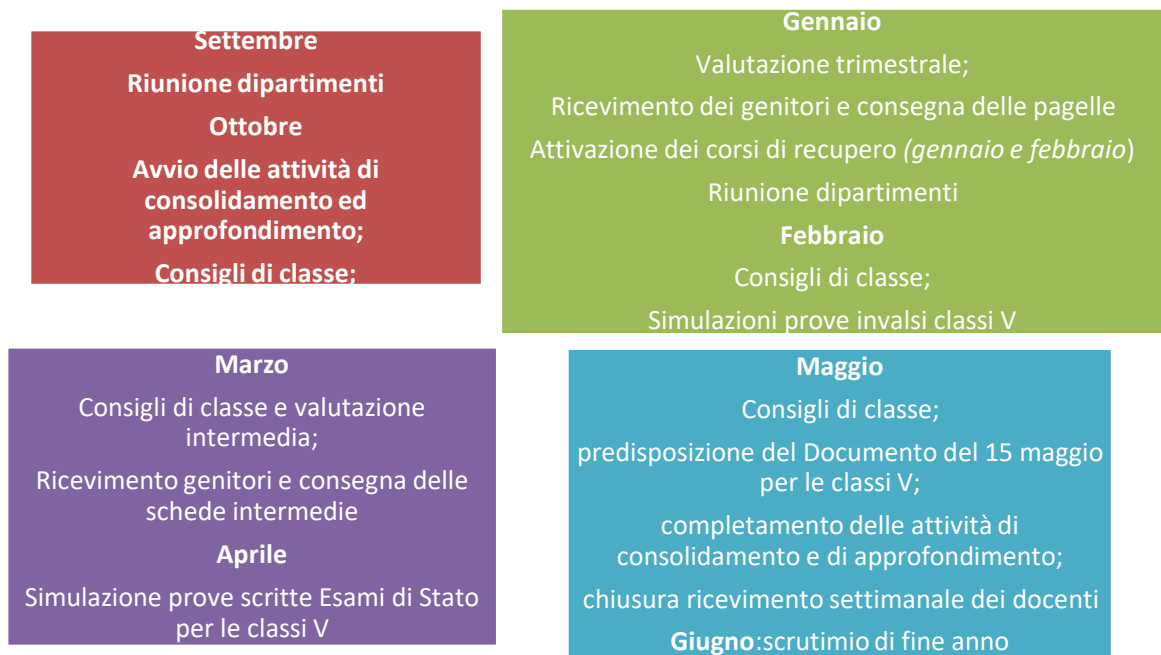 Settembre
Riunione dipartimenti
Ottobre
Avvio delle attività di
consolidamento ed
approfondimento;
Consigli di classe;
Gennaio
Valutazione trimestrale;
Ricevimento dei genitori e consegna delle pagelle
Attivazione dei corsi di recupero (gennaio e febbraio)
Riunione dipartimenti
Febbraio
Consigli di classe;
Simulazioni prove invalsi classi V
Marzo
Consigli di classe e valutazione
intermedia;
Ricevimento genitori e consegna delle
schede intermedie
Aprile
Simulazione prove scritte Esami di Stato
per le classi V
Maggio
Consigli di classe;
predisposizione del Documento del 15 maggio
per le classi V;
completamento delle attività di
consolidamento e di approfondimento;
chiusura ricevimento settimanale dei docenti
Giugno:scrutimio di fine anno